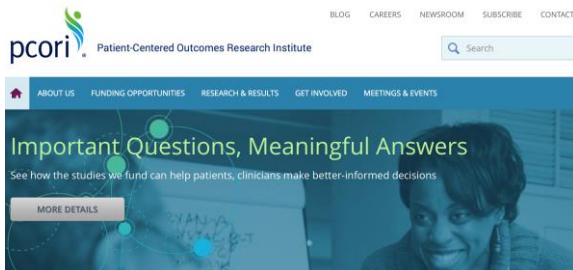 BLOG CAREERS NEWSROOM SUBSCRIBE CONTACT
pcori Patient-Centered Outcomes Research Institute
Search
ABOUT US FUNDING OPPORTUNITIES RESEARCH & RESULTS GET INVOLVED MEETINGS & EVENTS
Important Questions, Meaningful Answers
See how the studies we fund can help patients, clinicians make better-informed decisions
MORE DETAILS